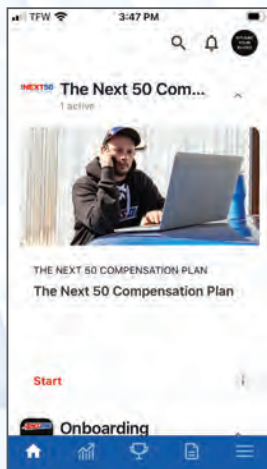 TFW 3:47 PM
NEXT50 The Next 50 Com...
1 active
THE NEXT 50 COMPENSATION PLAN
The Next 50 Compensation Plan
Start
Onboarding